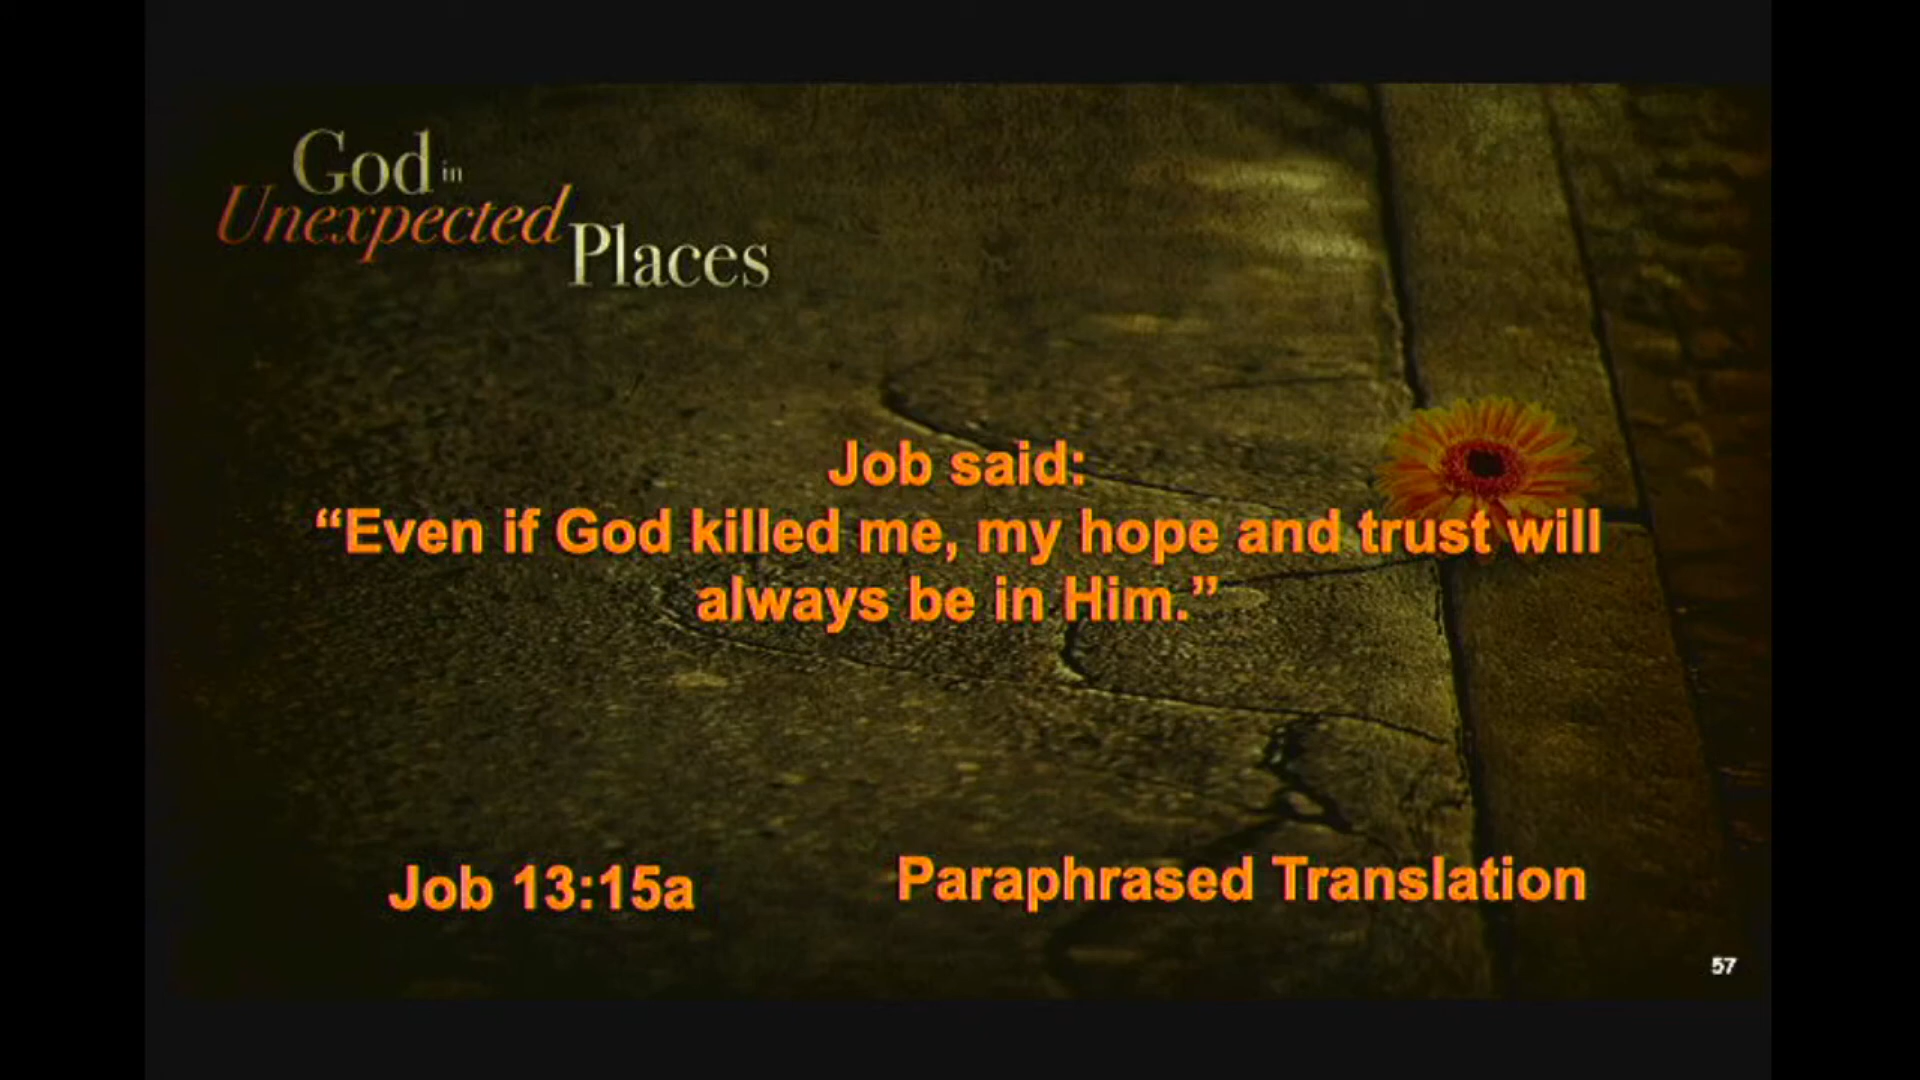 God in
Unexpected
Places
Job said:
“Even if God killed me, my hope and trust will
always be in Him.”
Job 13:15a
Paraphrased Translation
57